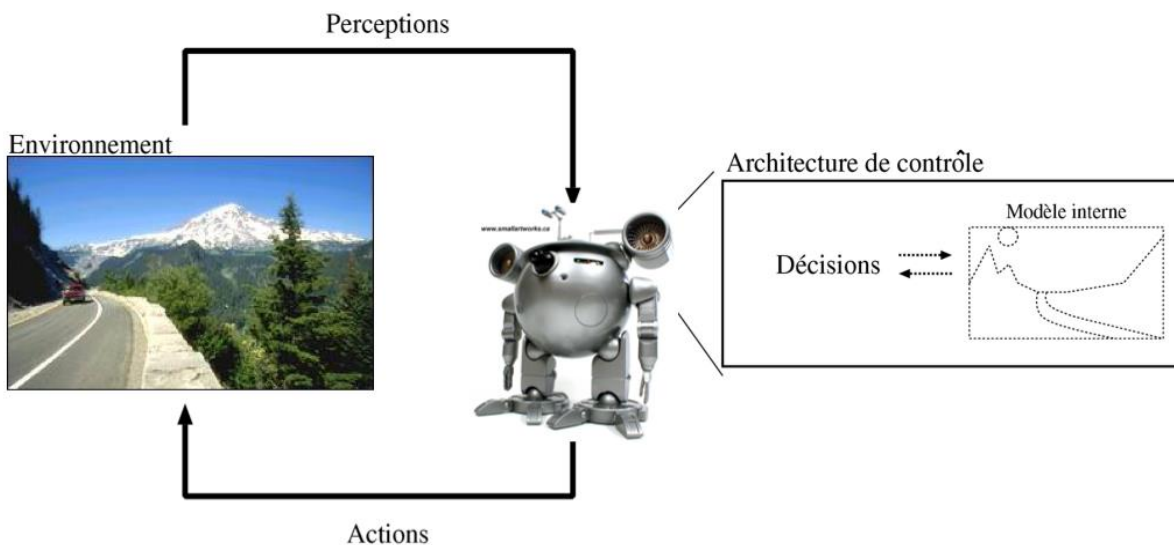 Perceptions
Environnement
Architecture de contrôle
www.smallartworks.ca
Modèle interne
Décisions
Actions